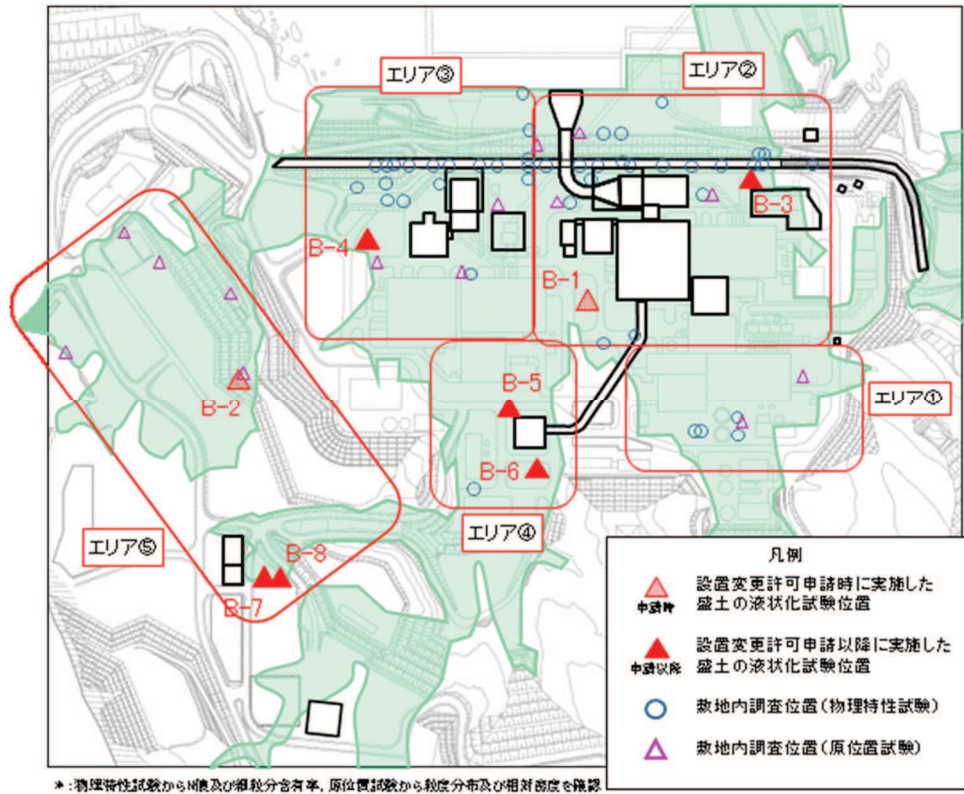 エリア③
エリア②
B-3
B-4
B-1
B-2
B-5
エリア①
B-6
エリア④
エリア⑤
B-8
B-7
凡例
申請時
設置変更許可申請時に実施した
盛土の液状化試験位置
申請以降
設置変更許可申請以降に実施した
盛土の液状化試験位置
敷地内調査位置(物理特性試験)
敷地内調査位置(原位置試験)
*:物理特性試験からN値及び細粒分含有率, 原位置試験から粒度分布及び相対密度を確認